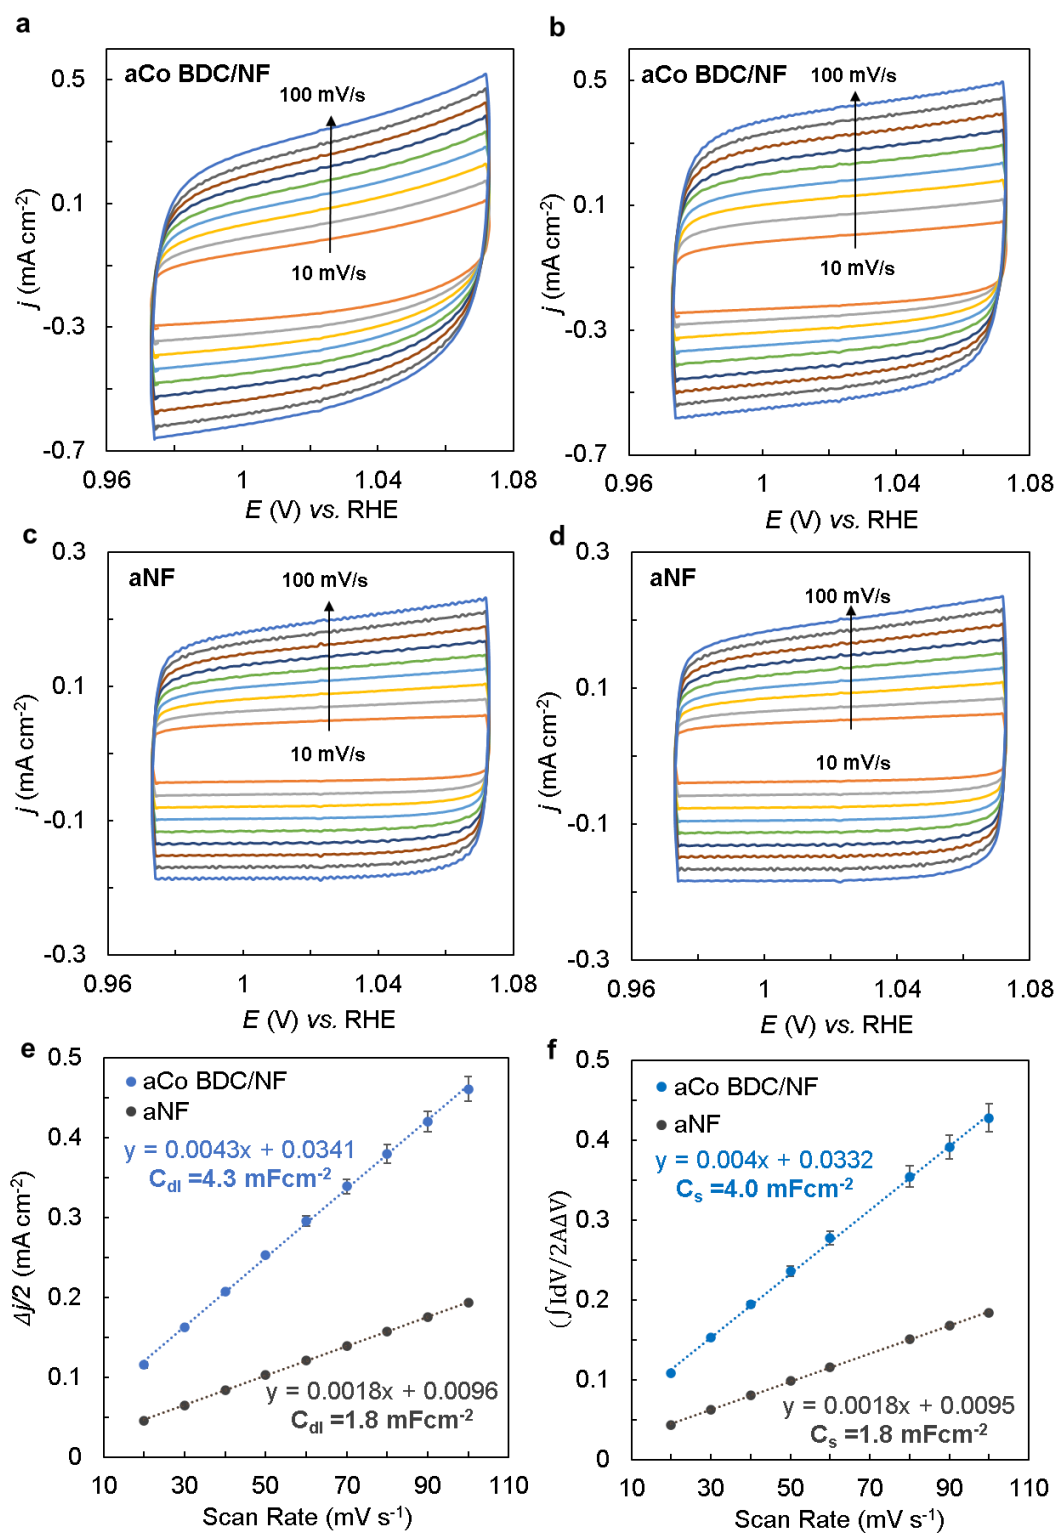 a
aCo BDC/NF
100 mV/s
10 mV/s
0.5
0.1
-0.3
-0.7
j (mA cm-2)
0.96
1
1.04
1.08
E (V) vs. RHE
b
aCo BDC/NF
100 mV/s
10 mV/s
0.5
0.1
-0.3
-0.7
j (mA cm-2)
0.96
1
1.04
1.08
E (V) vs. RHE
c
aNF
100 mV/s
10 mV/s
0.3
0.1
-0.1
-0.3
j (mA cm-2)
0.96
1
1.04
1.08
E (V) vs. RHE
d
aNF
100 mV/s
10 mV/s
0.3
0.1
-0.1
-0.3
j (mA cm-2)
0.96
1
1.04
1.08
E (V) vs. RHE
e
aCo BDC/NF
aNF
y = 0.0043x + 0.0341
Cdl =4.3 mFcm-2
y = 0.0018x + 0.0096
Cdl =1.8 mFcm-2
0.5
0.4
0.3
0.2
0.1
0
Δj/2 (mA cm-2)
10
30
50
70
90
110
Scan Rate (mV s-1)
f
aCo BDC/NF
aNF
y = 0.004x + 0.0332
Cs =4.0 mFcm-2
y = 0.0018x + 0.0095
Cs =1.8 mFcm-2
0.5
0.4
0.3
0.2
0.1
0
(∫IdV/2AΔV)
10
30
50
70
90
110
Scan Rate (mV s-1)